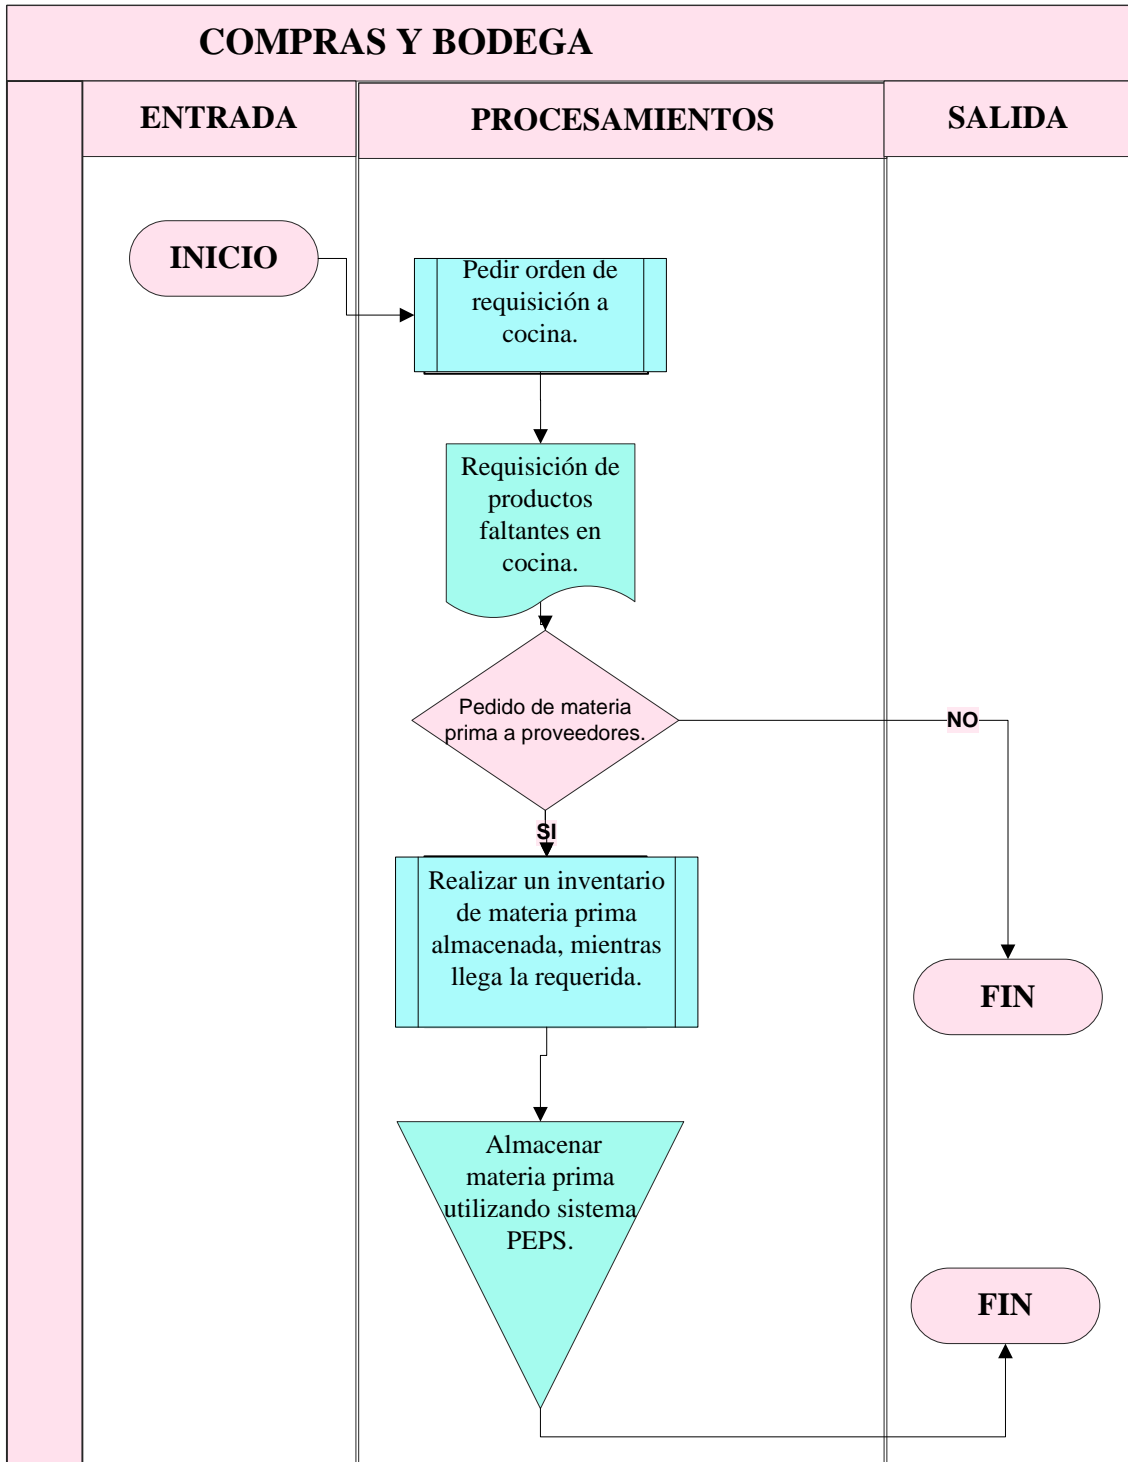 COMPRAS Y BODEGA
ENTRADA
PROCESAMIENTOS
SALIDA
INICIO
Pedir orden de
requisición a
cocina.
Requisición de
productos
faltantes en
cocina.
Pedido de materia
prima a proveedores.
NO
SI
Realizar un inventario
de materia prima
almacenada, mientras
llega la requerida.
FIN
Almacenar
materia prima
utilizando sistema
PEPS.
FIN